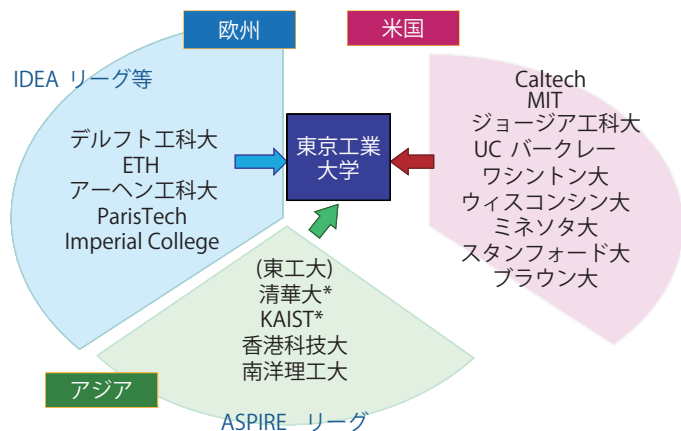 欧州
米国
IDEA リーグ等
デルフト工科大
ETH
アーヘン工科大
ParisTech
Imperial College
東京工業
大学
Caltech
MIT
ジョージア工科大
UC バークレー
ワシントン大
ウィスコンシン大
ミネソタ大
スタンフォード大
ブラウン大
(東工大)
清華大*
KAIST*
香港科技大
南洋理工大
アジア
ASPIRE リーグ